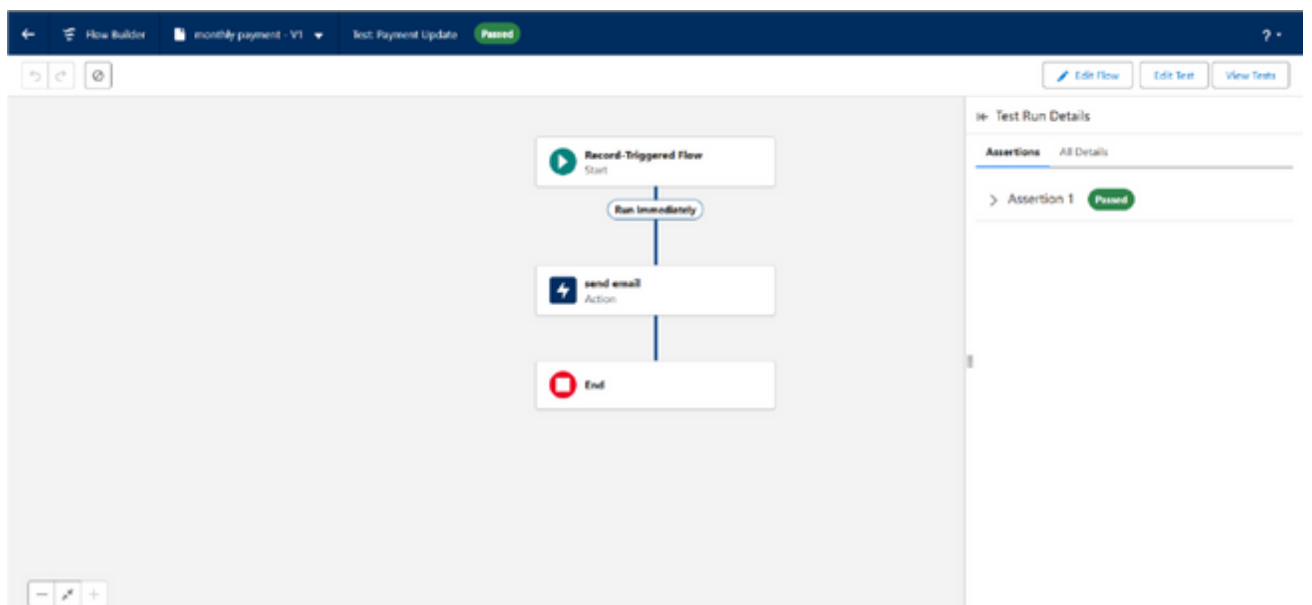 Flow Builder
monthly payment - V1
Test: Payment Update
Passed
?
Edit Flow
Edit Test
View Tests
Test Run Details
Assertions
All Details
Assertion 1
Passed
Record-Triggered Flow
Start
Run Immediately
send email
Action
End